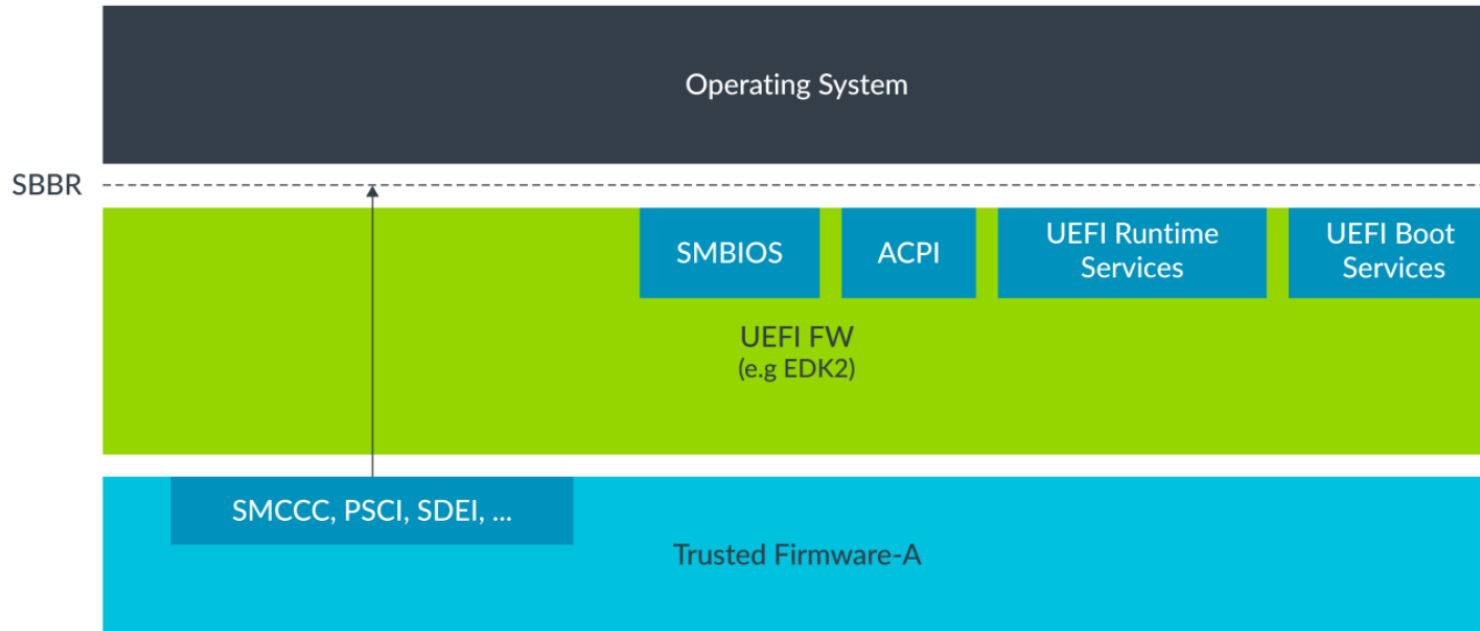 Operating System
SBBR
SMBIOS
ACPI
UEFI Runtime
Services
UEFI Boot
Services
UEFI FW
(e.g EDK2)
SMCCC, PSCI, SDEI, ...
Trusted Firmware-A